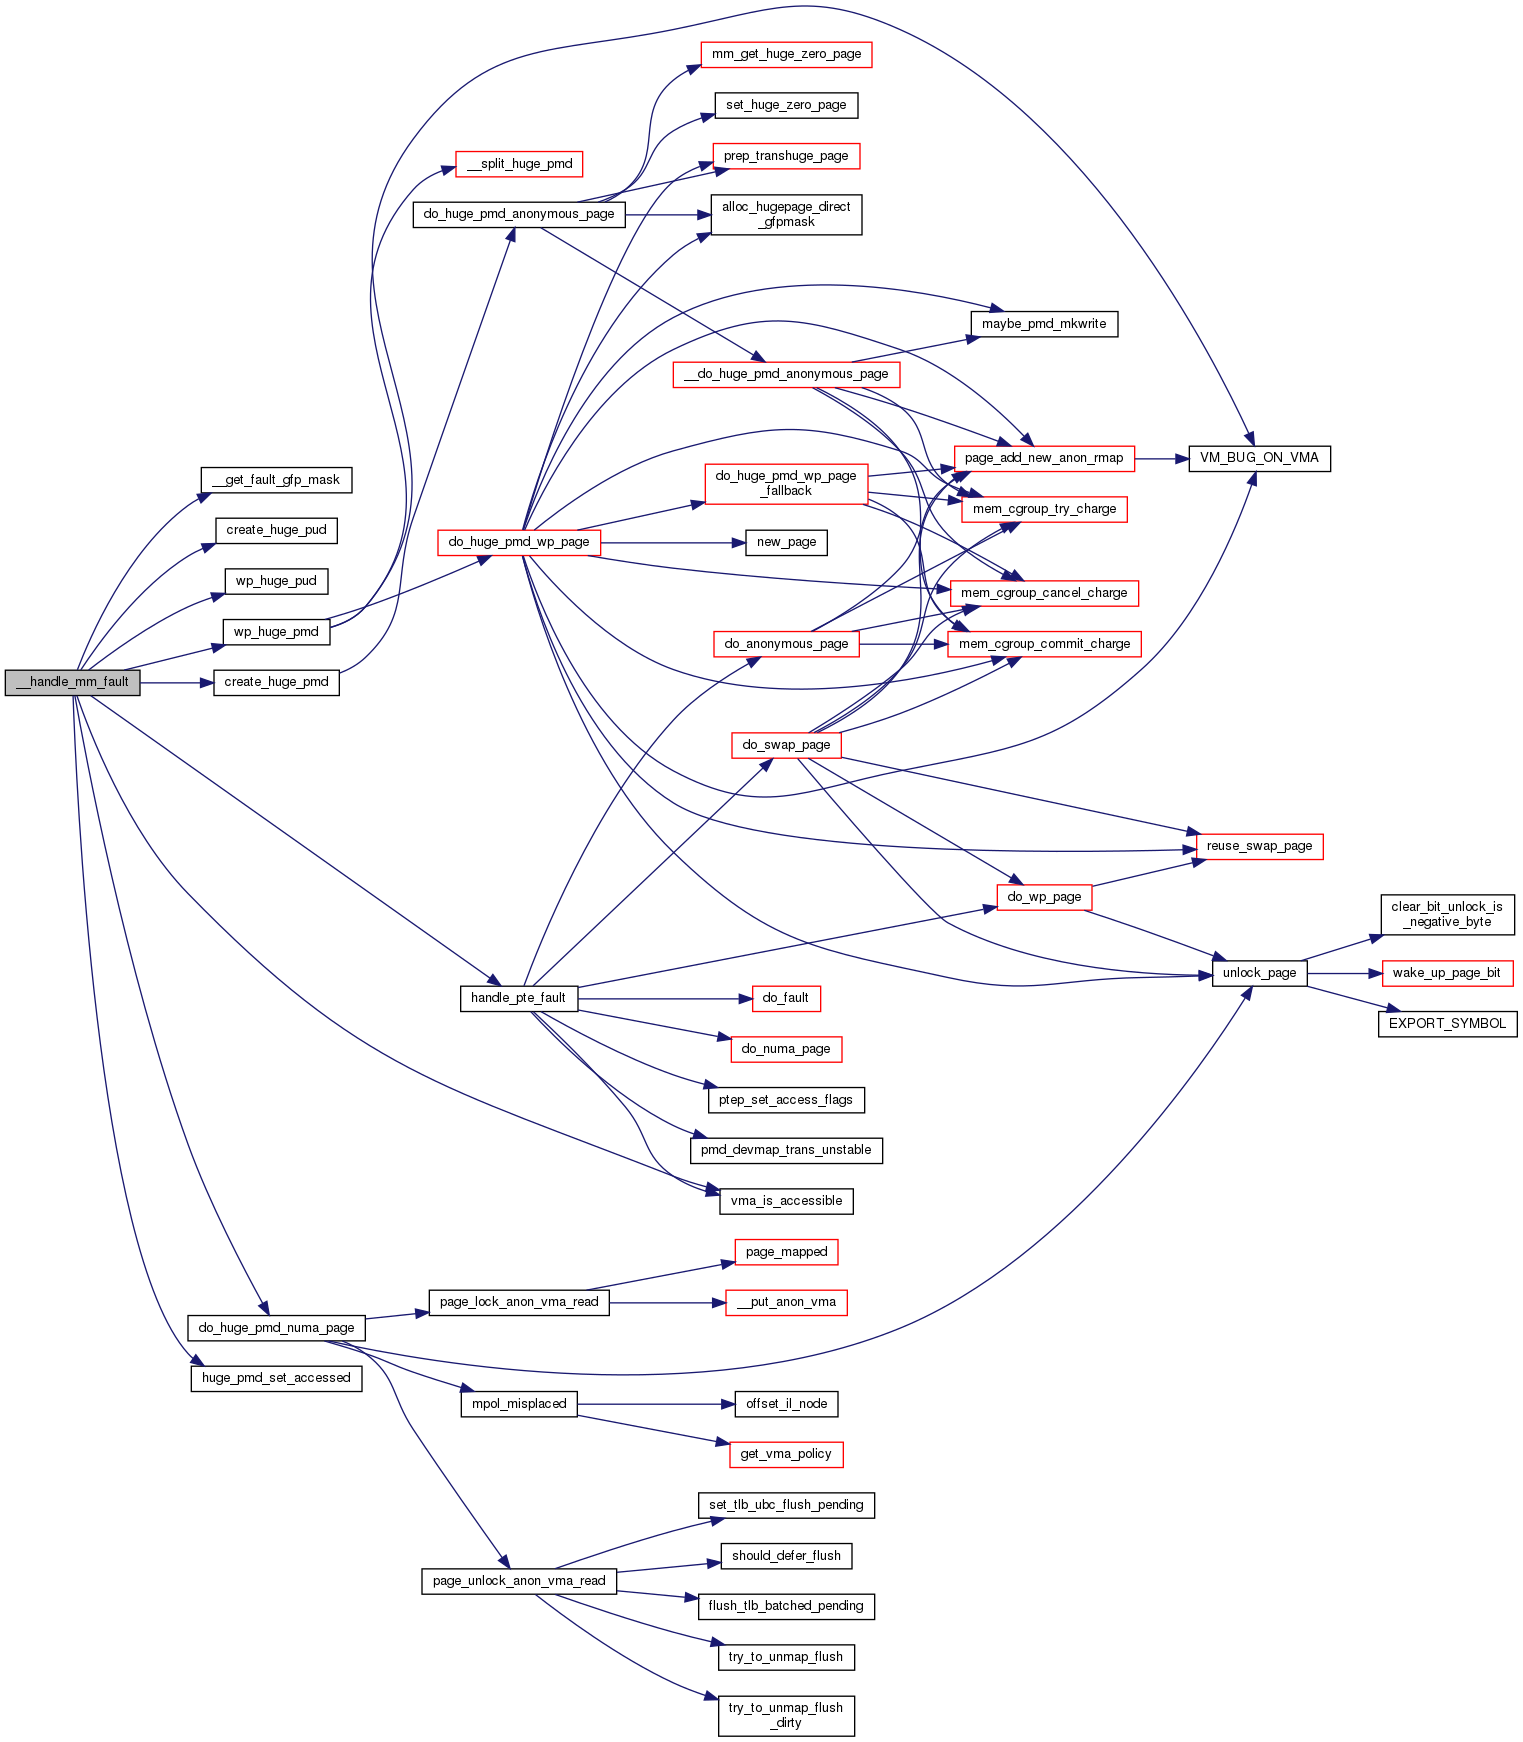 mm_get_huge_zero_page
set_huge_zero_page
prep_transhuge_page
__split_huge_pmd
alloc_hugepage_direct
_gfpmask
do_huge_pmd_anonymous_page
maybe_pmd_mkwrite
__do_huge_pmd_anonymous_page
page_add_new_anon_rmap
VM_BUG_ON_VMA
__get_fault_gfp_mask
do_huge_pmd_wp_page
_fallback
mem_cgroup_try_charge
create_huge_pud
do_huge_pmd_wp_page
new_page
wp_huge_pud
mem_cgroup_cancel_charge
wp_huge_pmd
do_anonymous_page
mem_cgroup_commit_charge
__handle_mm_fault
create_huge_pmd
do_swap_page
reuse_swap_page
do_wp_page
clear_bit_unlock_is
_negative_byte
unlock_page
wake_up_page_bit
handle_pte_fault
do_fault
EXPORT_SYMBOL
do_numa_page
ptep_set_access_flags
pmd_devmap_trans_unstable
vma_is_accessible
page_mapped
page_lock_anon_vma_read
__put_anon_vma
do_huge_pmd_numa_page
huge_pmd_set_accessed
mpol_misplaced
offset_il_node
get_vma_policy
set_tlb_ubc_flush_pending
should_defer_flush
page_unlock_anon_vma_read
flush_tlb_batched_pending
try_to_unmap_flush
try_to_unmap_flush
_dirty